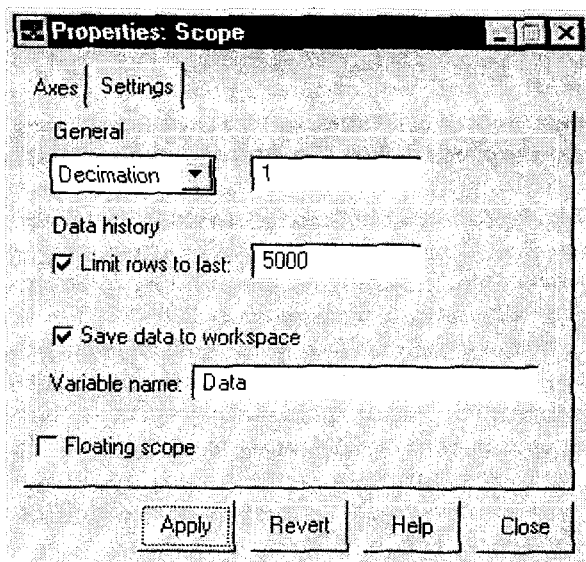 Properties: Scope
Axes Settings
General
Decimation 1
Data history
Limit rows to last: 5000
Save data to workspace
Variable name: Data
Floating scope
Apply Revert Help Close